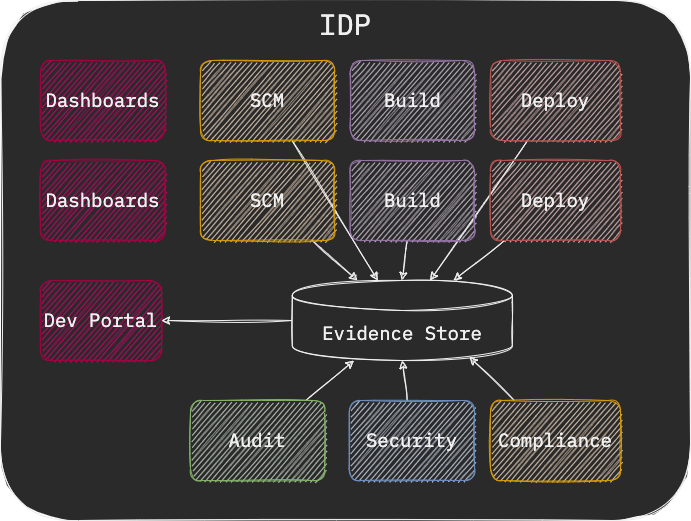 IDP
Dashboards SCM Build Deploy
Dashboards SCM Build Deploy
Dev Portal
Evidence Store
Audit Security Compliance